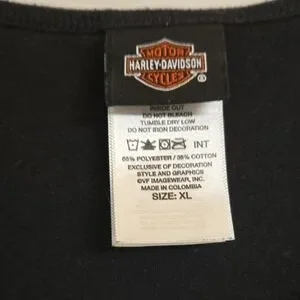 MOTOR
HARLEY-DAVIDSON
CYCLES
®
INSIDE OUT
DO NOT BLEACH
TUMBLE DRY LOW
DO NOT IRON DECORATION
INT
65% POLYESTER / 35% COTTON
EXCLUSIVE OF DECORATION
STYLE AND GRAPHICS
©VF IMAGEWEAR, INC.
MADE IN COLOMBIA
SIZE: XL